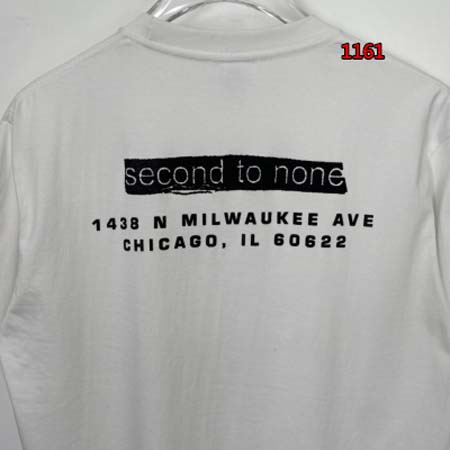 1161
second to none
1438 N MILWAUKEE AVE
CHICAGO, IL 60622